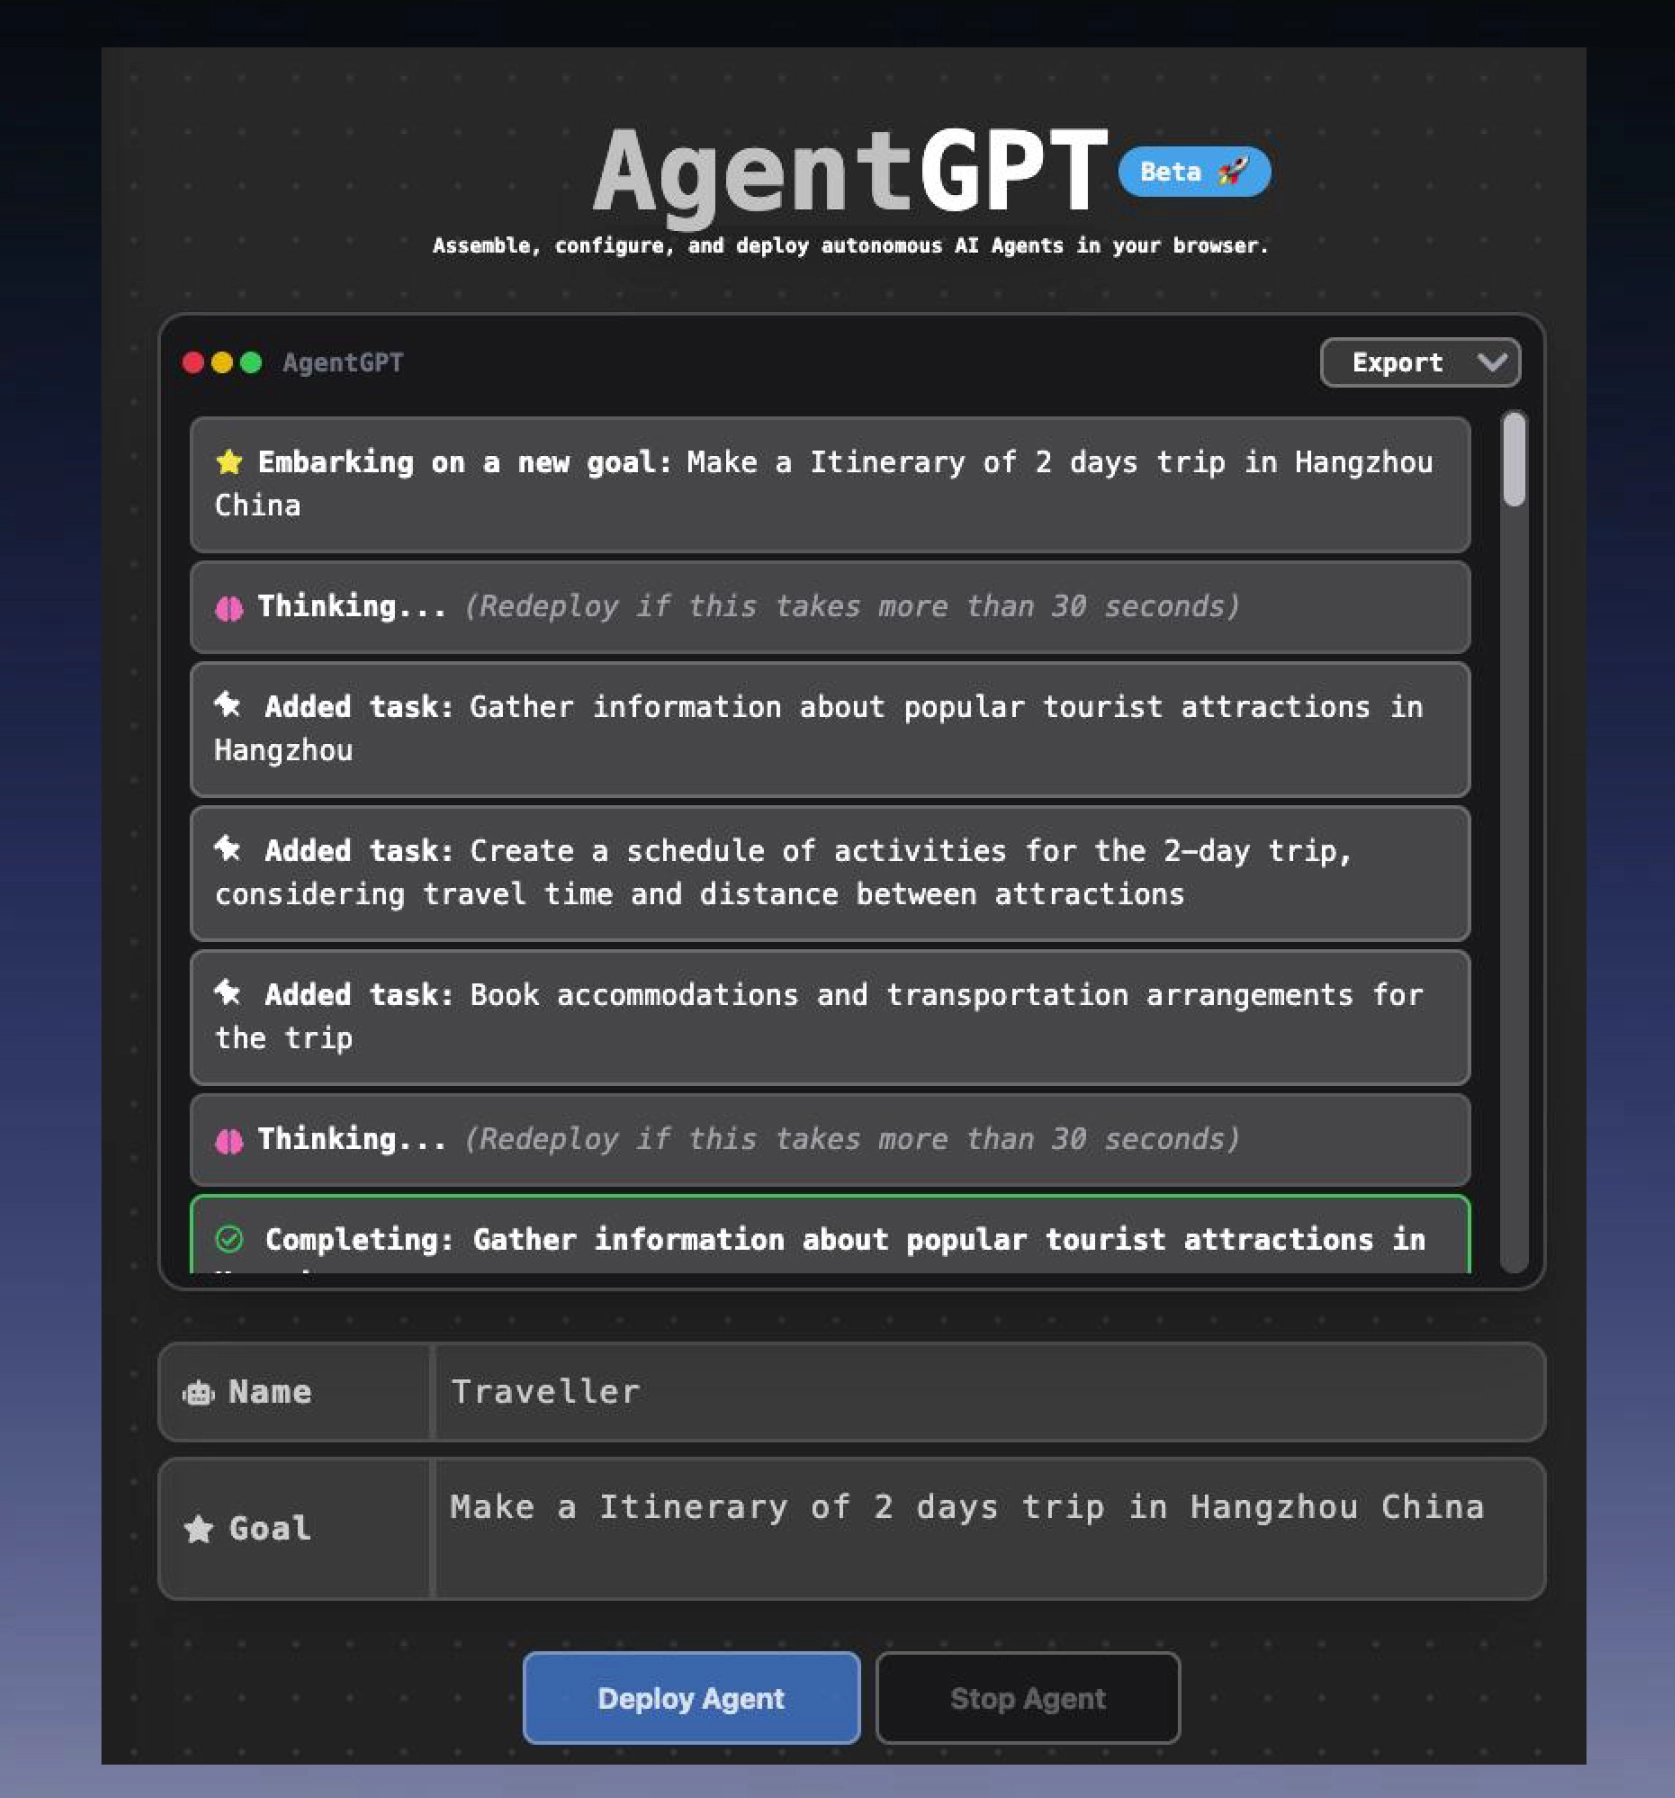 AgentGPT Beta 🚀
Assemble, configure, and deploy autonomous AI Agents in your browser.
AgentGPT Export
Embarking on a new goal: Make a Itinerary of 2 days trip in Hangzhou
China
Thinking... (Redeploy if this takes more than 30 seconds)
Added task: Gather information about popular tourist attractions in
Hangzhou
Added task: Create a schedule of activities for the 2-day trip,
considering travel time and distance between attractions
Added task: Book accommodations and transportation arrangements for
the trip
Thinking... (Redeploy if this takes more than 30 seconds)
Completing: Gather information about popular tourist attractions in
Name Traveller
Goal Make a Itinerary of 2 days trip in Hangzhou China
Deploy Agent Stop Agent